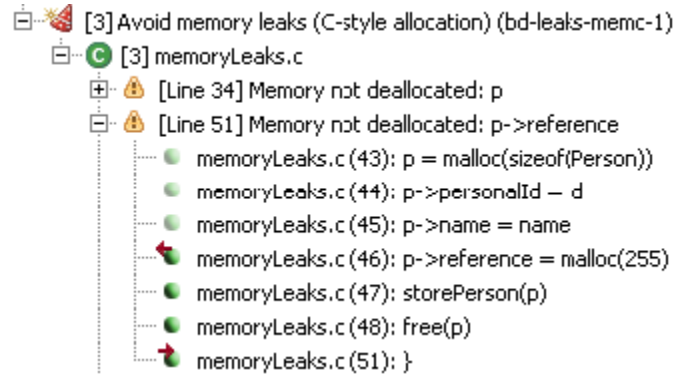 [3] Avoid memory leaks (C-style allocation) (bd-leaks-memc-1)
C [3] memoryLeaks.c
[Line 34] Memory not deallocated: p
[Line 51] Memory not deallocated: p->reference
memoryLeaks.c (43): p = malloc(sizeof(Person))
memoryLeaks.c (44): p->personalId = d
memoryLeaks.c (45): p->name = name
memoryLeaks.c (46): p->reference = malloc(255)
memoryLeaks.c (47): storePerson(p)
memoryLeaks.c (48): free(p)
memoryLeaks.c (51): }